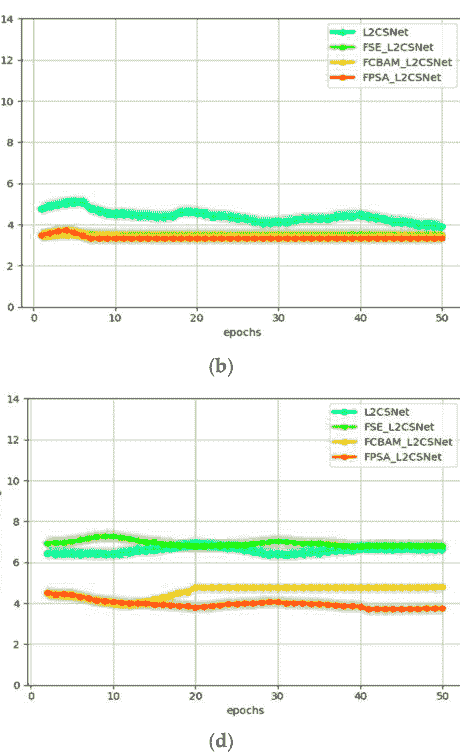 14
L2CSNet
FSE_L2CSNet
12
FCBAM_L2CSNet
FPSA_L2CSNet
10
8
6
4
2
0
0 10 20 30 40 50
epochs
(b)
14
L2CSNet
FSE_L2CSNet
12
FCBAM_L2CSNet
FPSA_L2CSNet
10
8
6
4
2
0
0 10 20 30 40 50
epochs
(d)